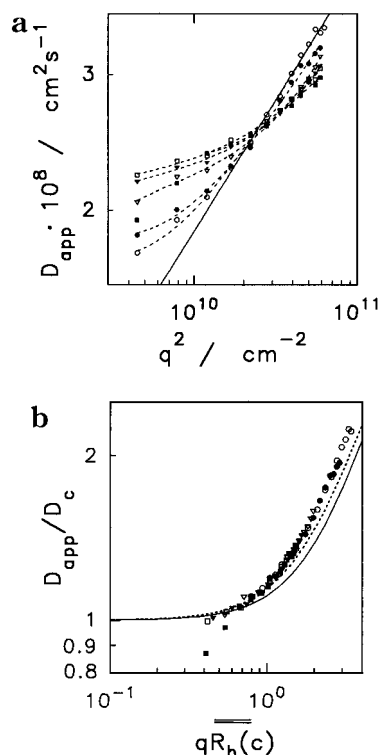 a
3
2
D_app · 10^8 / cm^2s^-1
10^10
10^11
q^2 / cm^-2
b
2
1
0.9
0.8
D_app/D_c
10^-1
10^0
qR_h(c)